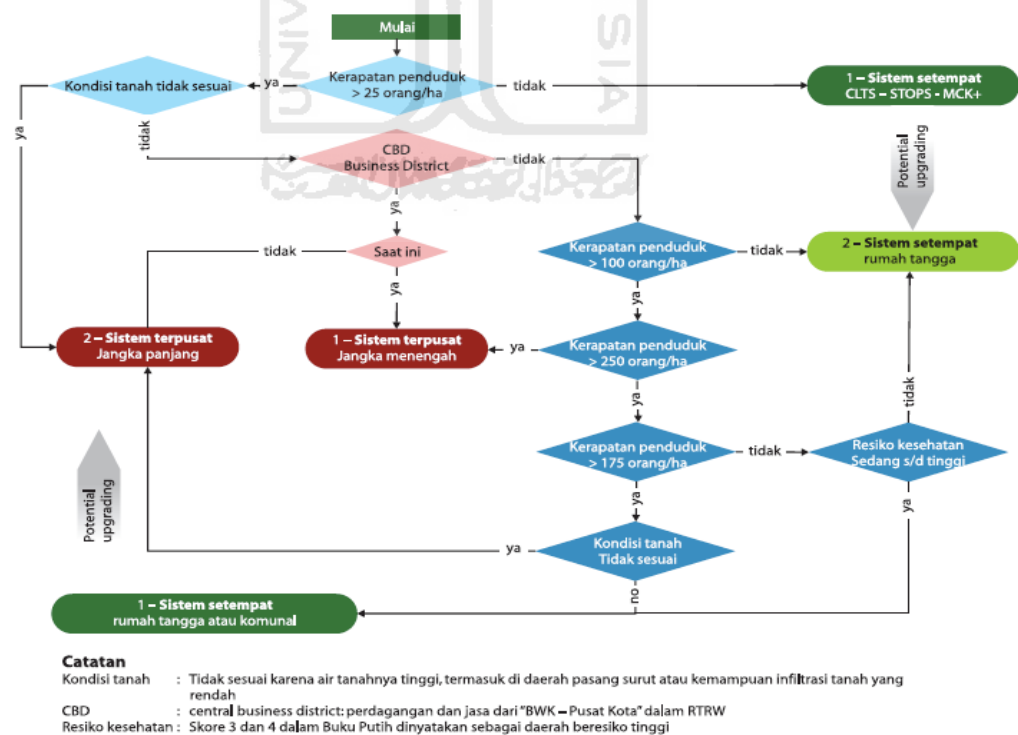 UNIV
SIA
Mulai
Kondisi tanah tidak sesuai
ya
Kerapatan penduduk
> 25 orang/ha
tidak
1 – Sistem setempat
CLTS – STOPS - MCK+
ya
tidak
CBD
Business District
tidak
Potential
upgrading
ya
tidak
Saat ini
Kerapatan penduduk
> 100 orang/ha
tidak
2 – Sistem setempat
rumah tangga
ya
ya
2 – Sistem terpusat
Jangka panjang
1 – Sistem terpusat
Jangka menengah
ya
Kerapatan penduduk
> 250 orang/ha
tidak
ya
Kerapatan penduduk
> 175 orang/ha
tidak
Resiko kesehatan
Sedang s/d tinggi
Potential
upgrading
ya
ya
ya
Kondisi tanah
Tidak sesuai
no
1 – Sistem setempat
rumah tangga atau komunal
Catatan
Kondisi tanah : Tidak sesuai karena air tanahnya tinggi, termasuk di daerah pasang surut atau kemampuan infiltrasi tanah yang
rendah
CBD : central business district: perdagangan dan jasa dari "BWK – Pusat Kota" dalam RTRW
Resiko kesehatan : Skore 3 dan 4 dalam Buku Putih dinyatakan sebagai daerah beresiko tinggi